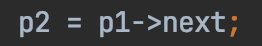 p2 = p1->next;